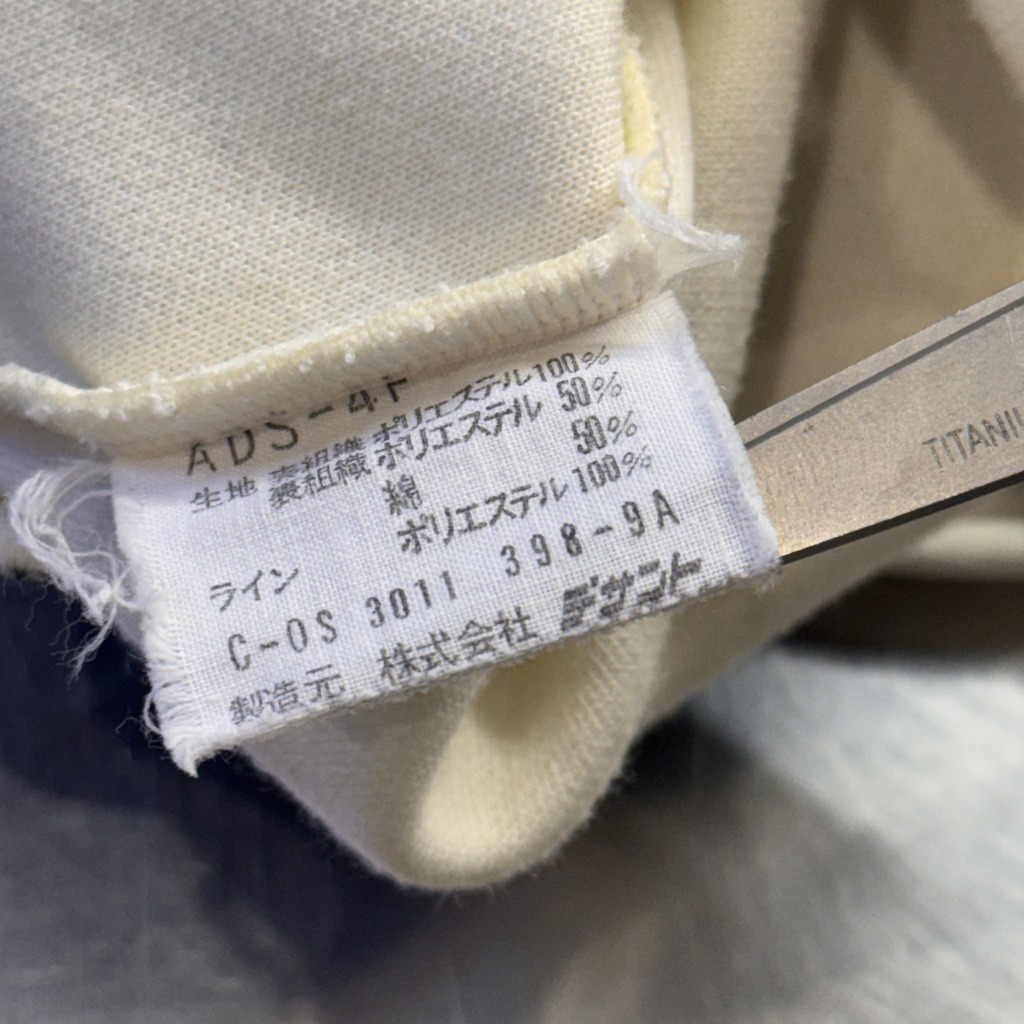 ADS-4F
生地 表組織 ポリエステル100%
裏組織 ポリエステル 50%
綿 50%
ライン ポリエステル100%
C-OS 3011 398-9A
製造元 株式会社 デサント